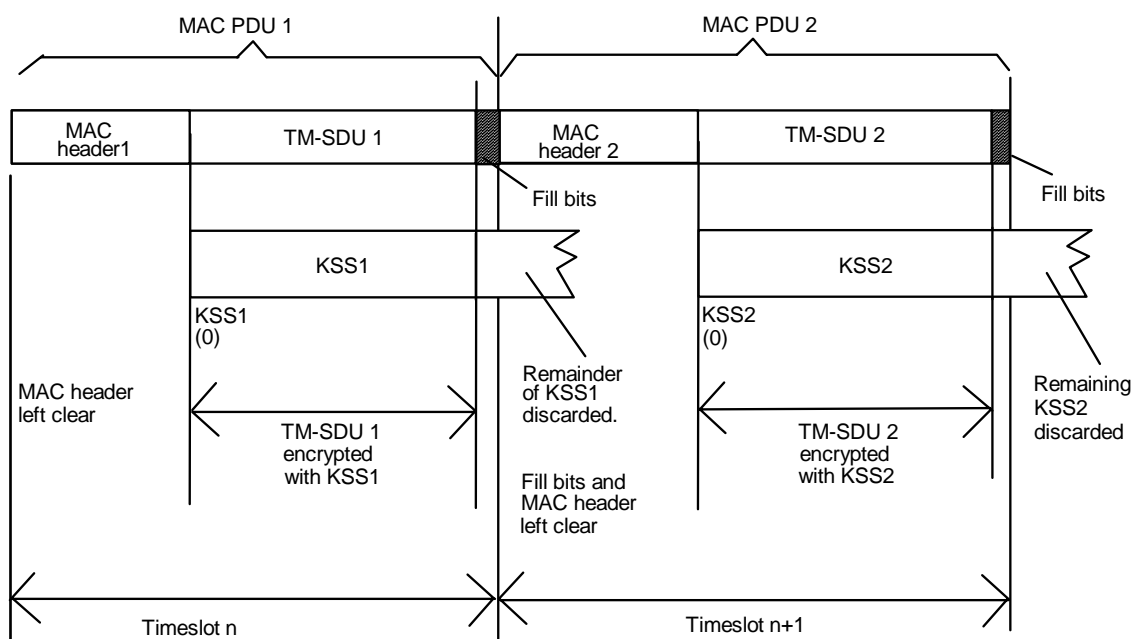 MAC PDU 1
MAC PDU 2
MAC
header1
TM-SDU 1
MAC
header 2
TM-SDU 2
Fill bits
Fill bits
KSS1
KSS2
KSS1
(0)
KSS2
(0)
MAC header
left clear
Remainder
of KSS1
discarded.
Remaining
KSS2
discarded
TM-SDU 1
encrypted
with KSS1
TM-SDU 2
encrypted
with KSS2
Fill bits and
MAC header
left clear
Timeslot n
Timeslot n+1